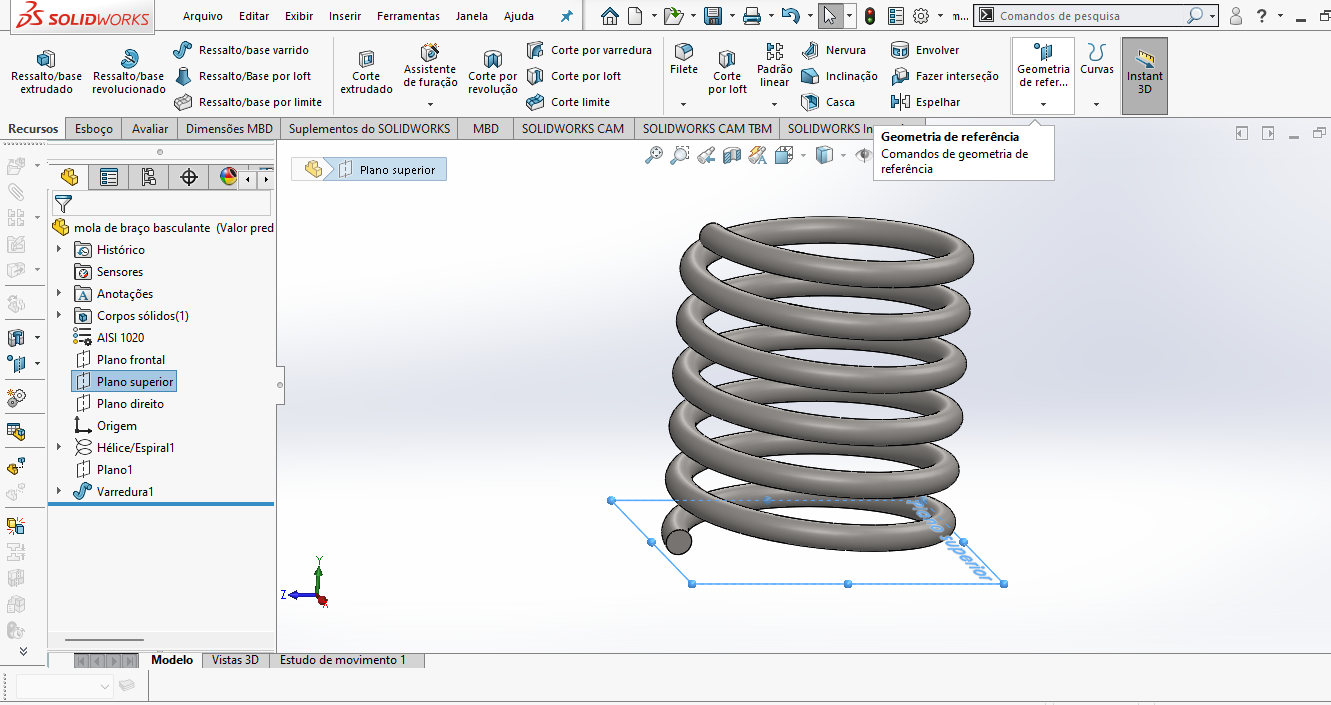 SOLIDWORKS Arquivo Editar Exibir Inserir Ferramentas Janela Ajuda m... Comandos de pesquisa ?
Ressalto/base extrudado
Ressalto/base revolucionado
Ressalto/base varrido
Ressalto/Base por loft
Ressalto/base por limite
Corte extrudado
Assistente de furação
Corte por revolução
Corte por varredura
Corte por loft
Corte limite
Filete
Corte por loft
Padrão linear
Nervura
Inclinação
Casca
Envolver
Fazer interseção
Espelhar
Geometria de refer...
Curvas
Instant 3D
Recursos Esboço Avaliar Dimensões MBD Suplementos do SOLIDWORKS MBD SOLIDWORKS CAM SOLIDWORKS CAM TBM SOLIDWORKS In
Geometria de referência
Comandos de geometria de
referência
Plano superior
mola de braço basculante (Valor pred
Histórico
Sensores
Anotações
Corpos sólidos(1)
AISI 1020
Plano frontal
Plano superior
Plano direito
Origem
Hélice/Espiral1
Plano1
Varredura1
Plano superior
Y
Z
X
Modelo Vistas 3D Estudo de movimento 1